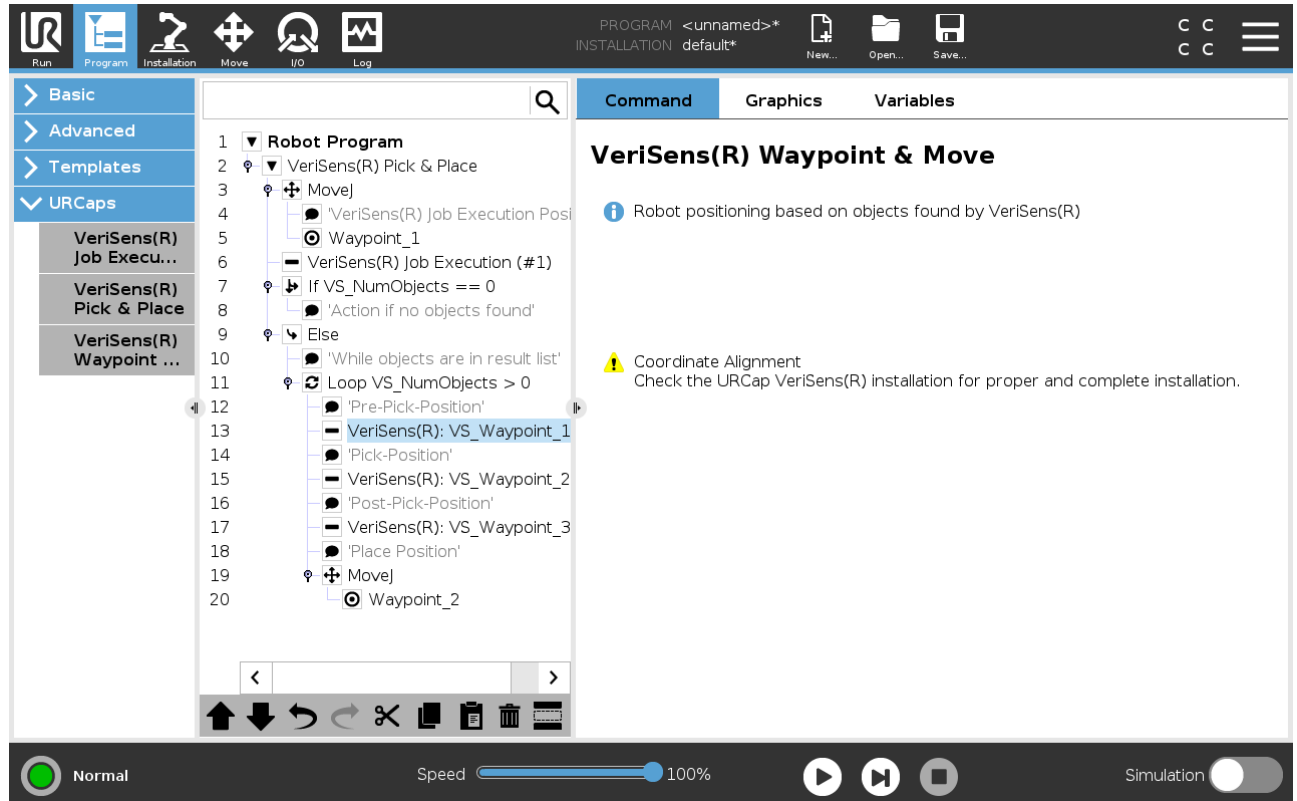 PROGRAM <unnamed>*
INSTALLATION default*
Run
Program
Installation
Move
I/O
Log
New...
Open...
Save...
C C
C C
Basic
Advanced
Templates
URCaps
VeriSens(R)
Job Execu...
VeriSens(R)
Pick & Place
VeriSens(R)
Waypoint ...
1 Robot Program
2 VeriSens(R) Pick & Place
3 MoveJ
4 'VeriSens(R) Job Execution Posi
5 Waypoint_1
6 VeriSens(R) Job Execution (#1)
7 If VS_NumObjects == 0
8 'Action if no objects found'
9 Else
10 'While objects are in result list'
11 Loop VS_NumObjects > 0
12 'Pre-Pick-Position'
13 VeriSens(R): VS_Waypoint_1
14 'Pick-Position'
15 VeriSens(R): VS_Waypoint_2
16 'Post-Pick-Position'
17 VeriSens(R): VS_Waypoint_3
18 'Place Position'
19 MoveJ
20 Waypoint_2
Command Graphics Variables
VeriSens(R) Waypoint & Move
Robot positioning based on objects found by VeriSens(R)
Coordinate Alignment
Check the URCap VeriSens(R) installation for proper and complete installation.
Normal
Speed 100%
Simulation